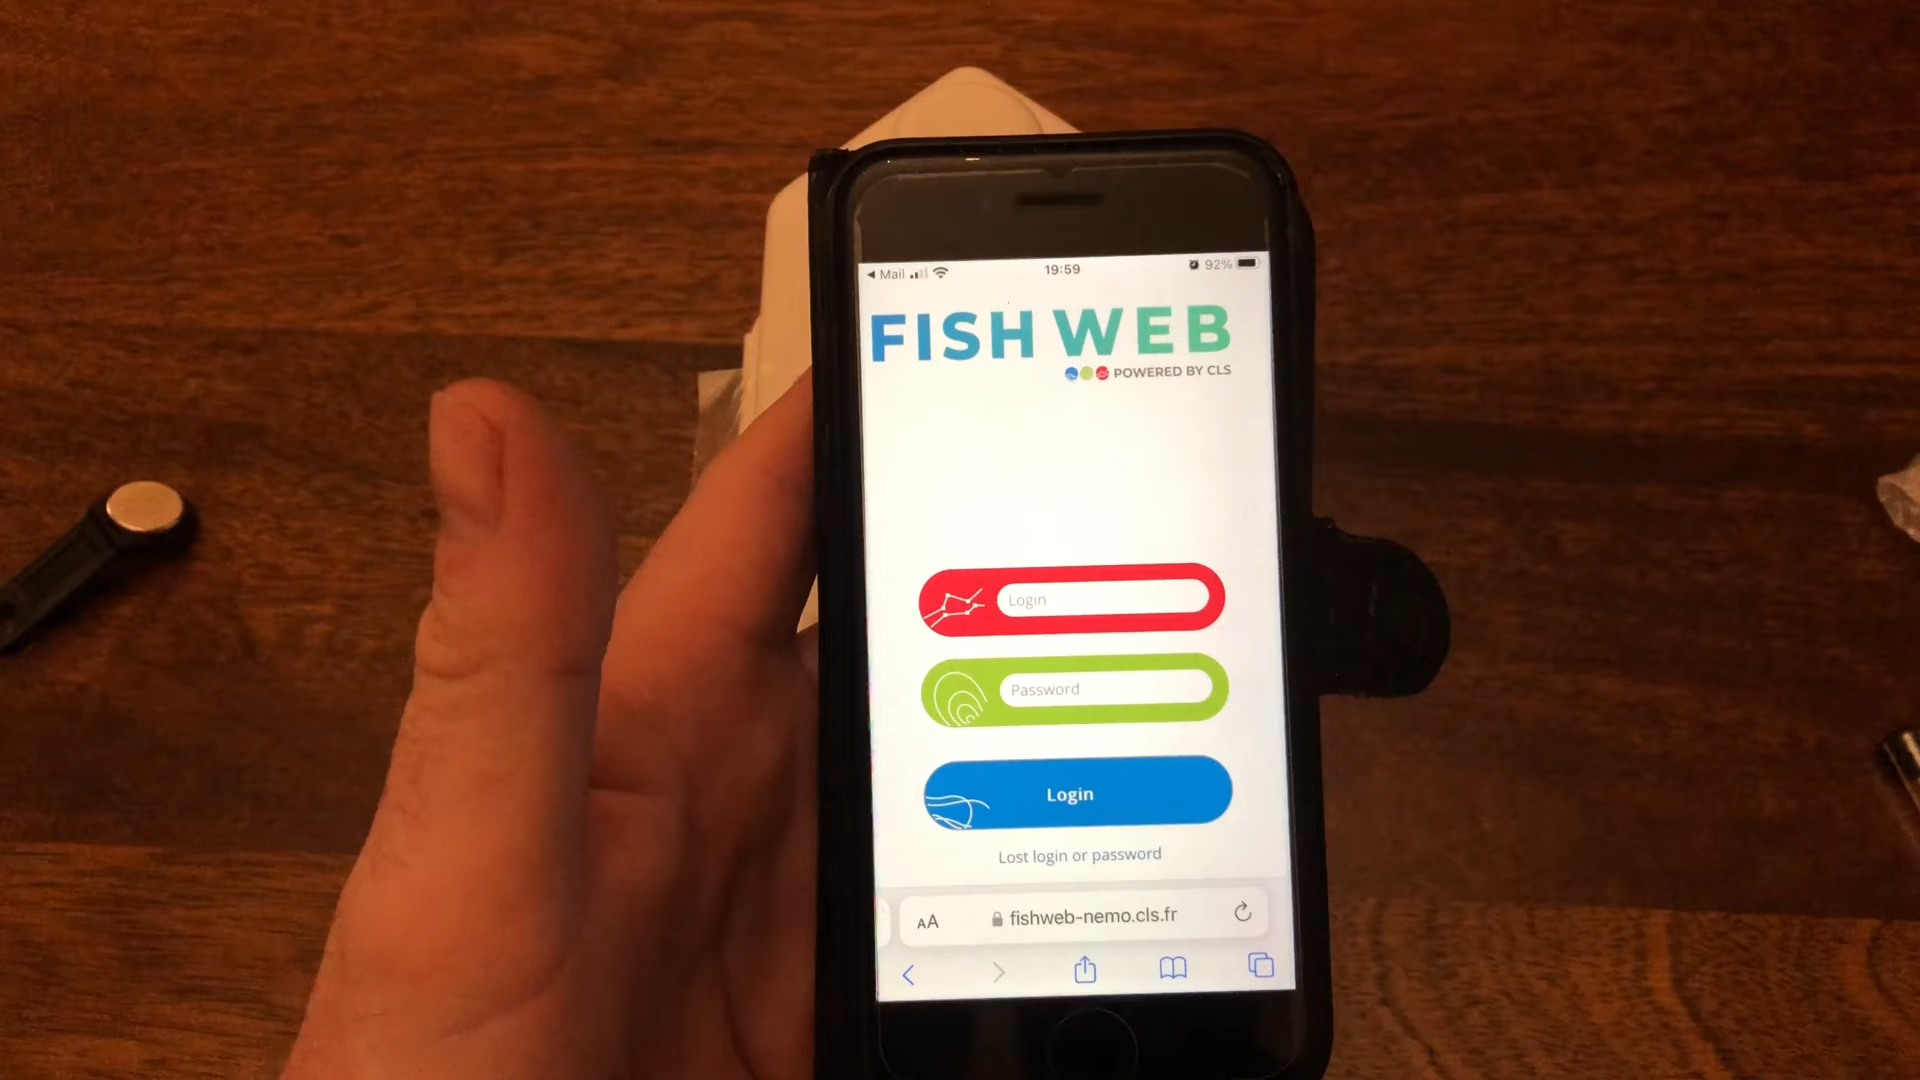 Mail 19:59 92%
FISH WEB
POWERED BY CLS
Login
Password
Login
Lost login or password
AA fishweb-nemo.cls.fr